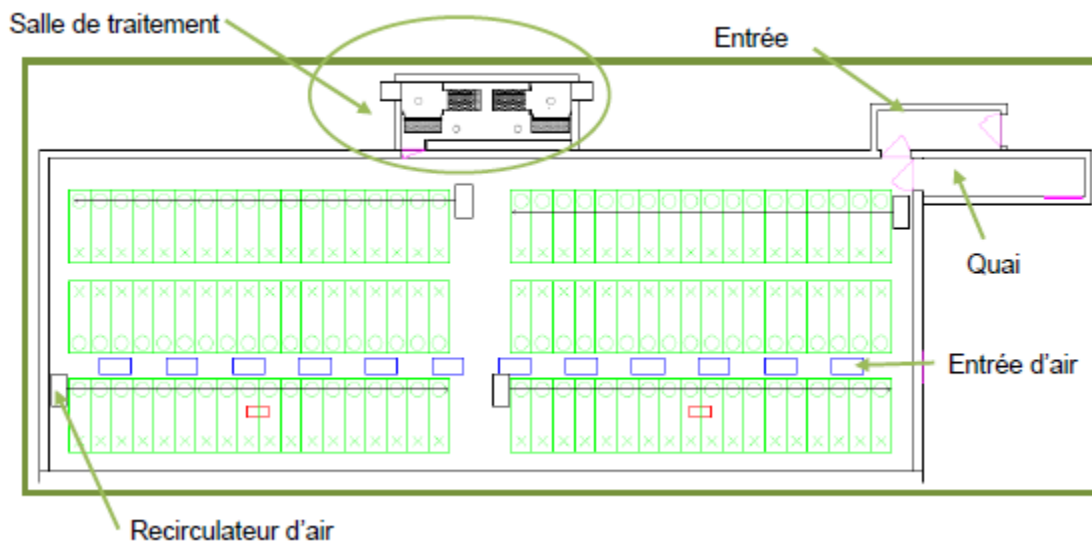 Salle de traitement
Entrée
Quai
Entrée d'air
Recirculateur d'air